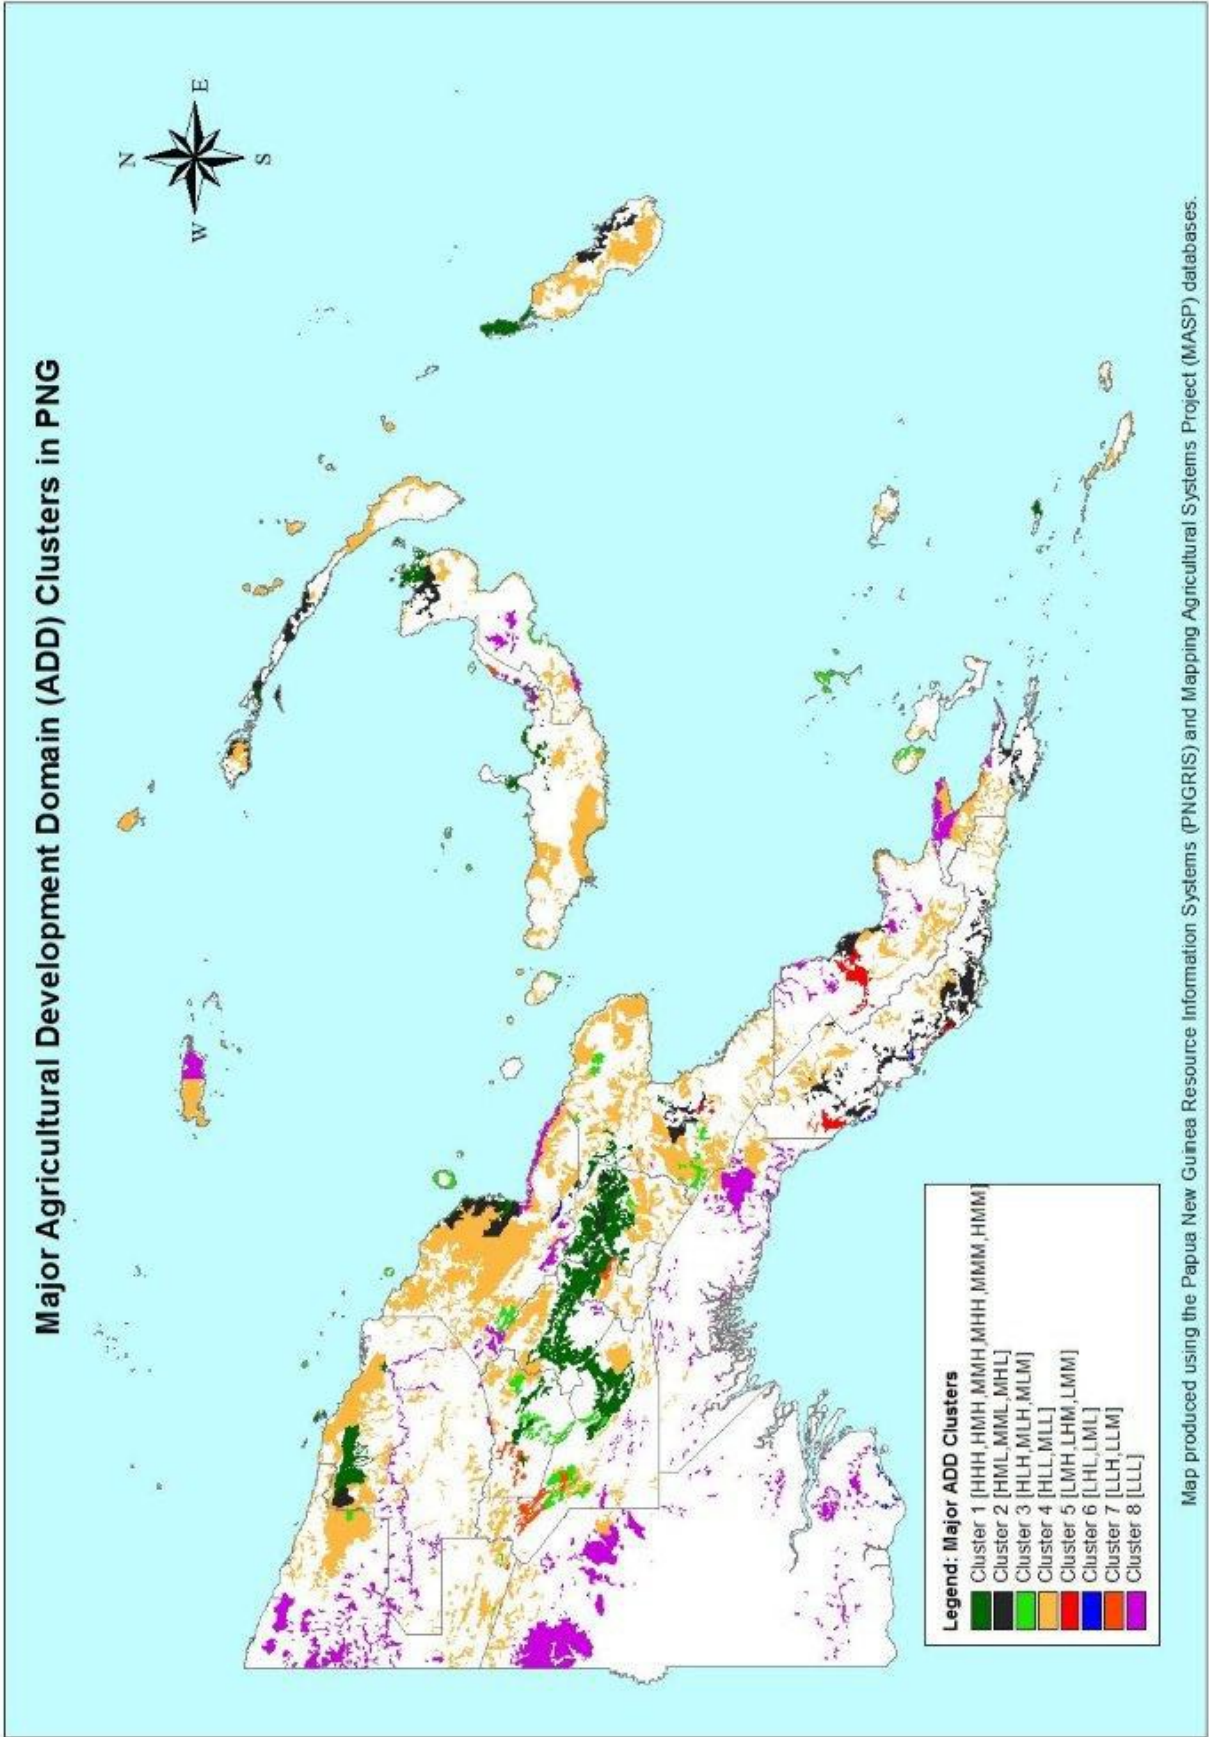 Major Agricultural Development Domain (ADD) Clusters in PNG
N
W
E
S
Legend: Major ADD Clusters
Cluster 1 [HHH,HMH,MMH,MHH,MMM,HMM]
Cluster 2 [HML,MML,MHL]
Cluster 3 [HLH,MLH,MLM]
Cluster 4 [HLL,MLL]
Cluster 5 [LMH,LHM,LMM]
Cluster 6 [LHL,LML]
Cluster 7 [LLH,LLM]
Cluster 8 [LLL]
Map produced using the Papua New Guinea Resource Information Systems (PNGRIS) and Mapping Agricultural Systems Project (MASP) databases.